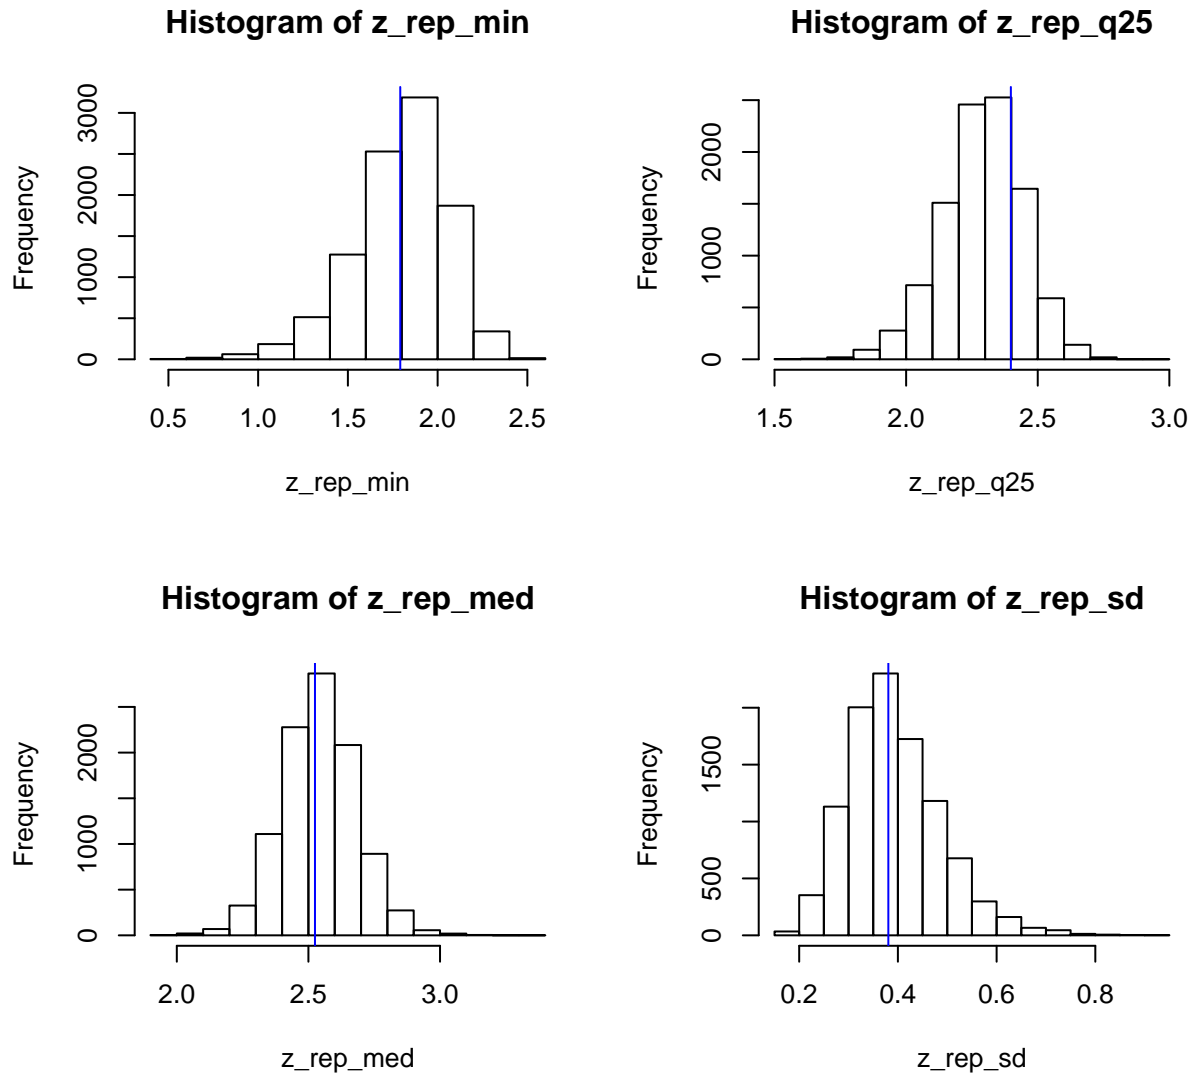 Histogram of z_rep_min
Frequency
0 1000 2000 3000
0.5 1.0 1.5 2.0 2.5
z_rep_min
Histogram of z_rep_q25
Frequency
0 1000 2000
1.5 2.0 2.5 3.0
z_rep_q25
Histogram of z_rep_med
Frequency
0 1000 2000
2.0 2.5 3.0
z_rep_med
Histogram of z_rep_sd
Frequency
0 500 1500
0.2 0.4 0.6 0.8
z_rep_sd